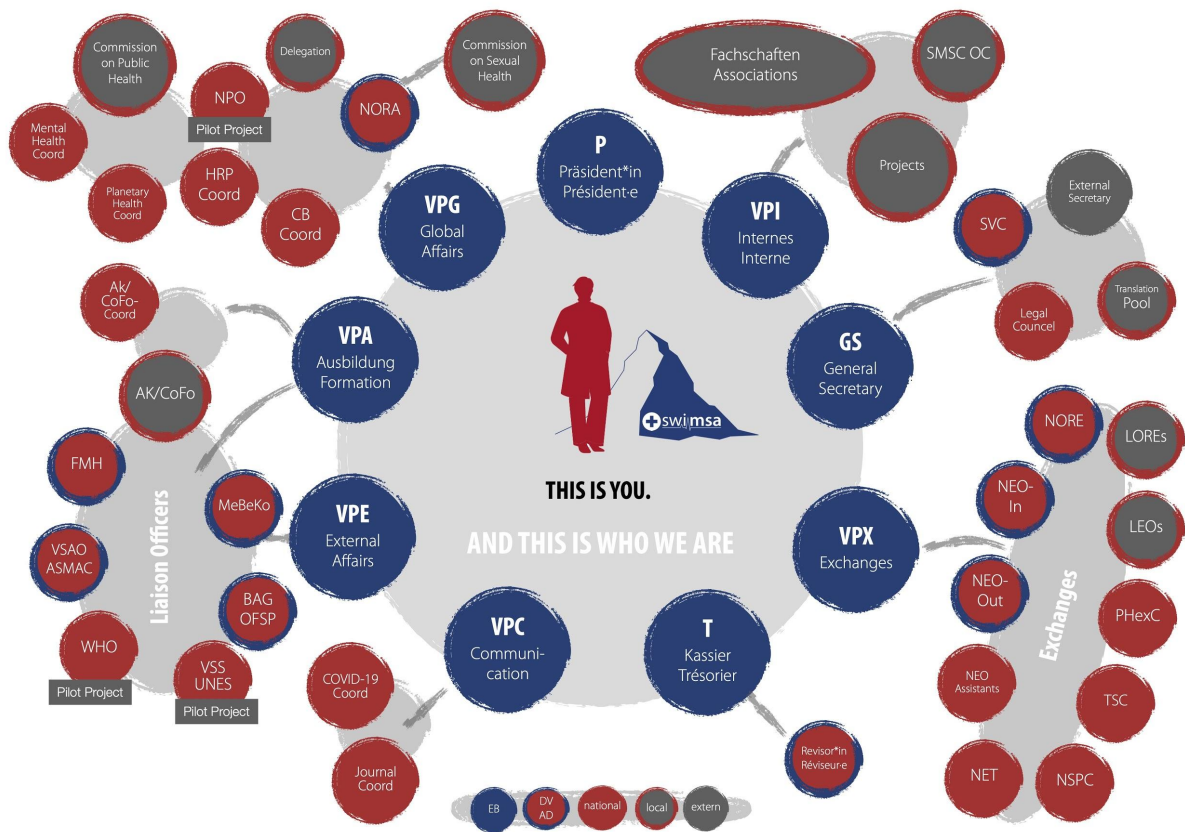 Commission
on Public
Health
Delegation
Commission
on Sexual
Health
NPO
Pilot Project
NORA
Mental
Health
Coord
Planetary
Health
Coord
HRP
Coord
CB
Coord
Fachschaften
Associations
SMSC OC
Projects
External
Secretary
SVC
Translation
Pool
Legal
Councel
P
Präsident*in
Président·e
VPG
Global
Affairs
VPI
Internes
Interne
Ak/
CoFo-
Coord
VPA
Ausbildung
Formation
GS
General
Secretary
AK/CoFo
swimsa
FMH
MeBeKo
VSAO
ASMAC
BAG
OFSP
WHO
Pilot Project
VSS
UNES
Pilot Project
Liaison Officers
VPE
External
Affairs
THIS IS YOU.
AND THIS IS WHO WE ARE
VPX
Exchanges
NORE
LOREs
NEO-
In
LEOs
NEO-
Out
PHexC
NEO
Assistants
TSC
NET
NSPC
Exchanges
VPC
Communi-
cation
T
Kassier
Trésorier
COVID-19
Coord
Journal
Coord
Revisor*in
Réviseur·e
EB
DV
AD
national
local
extern